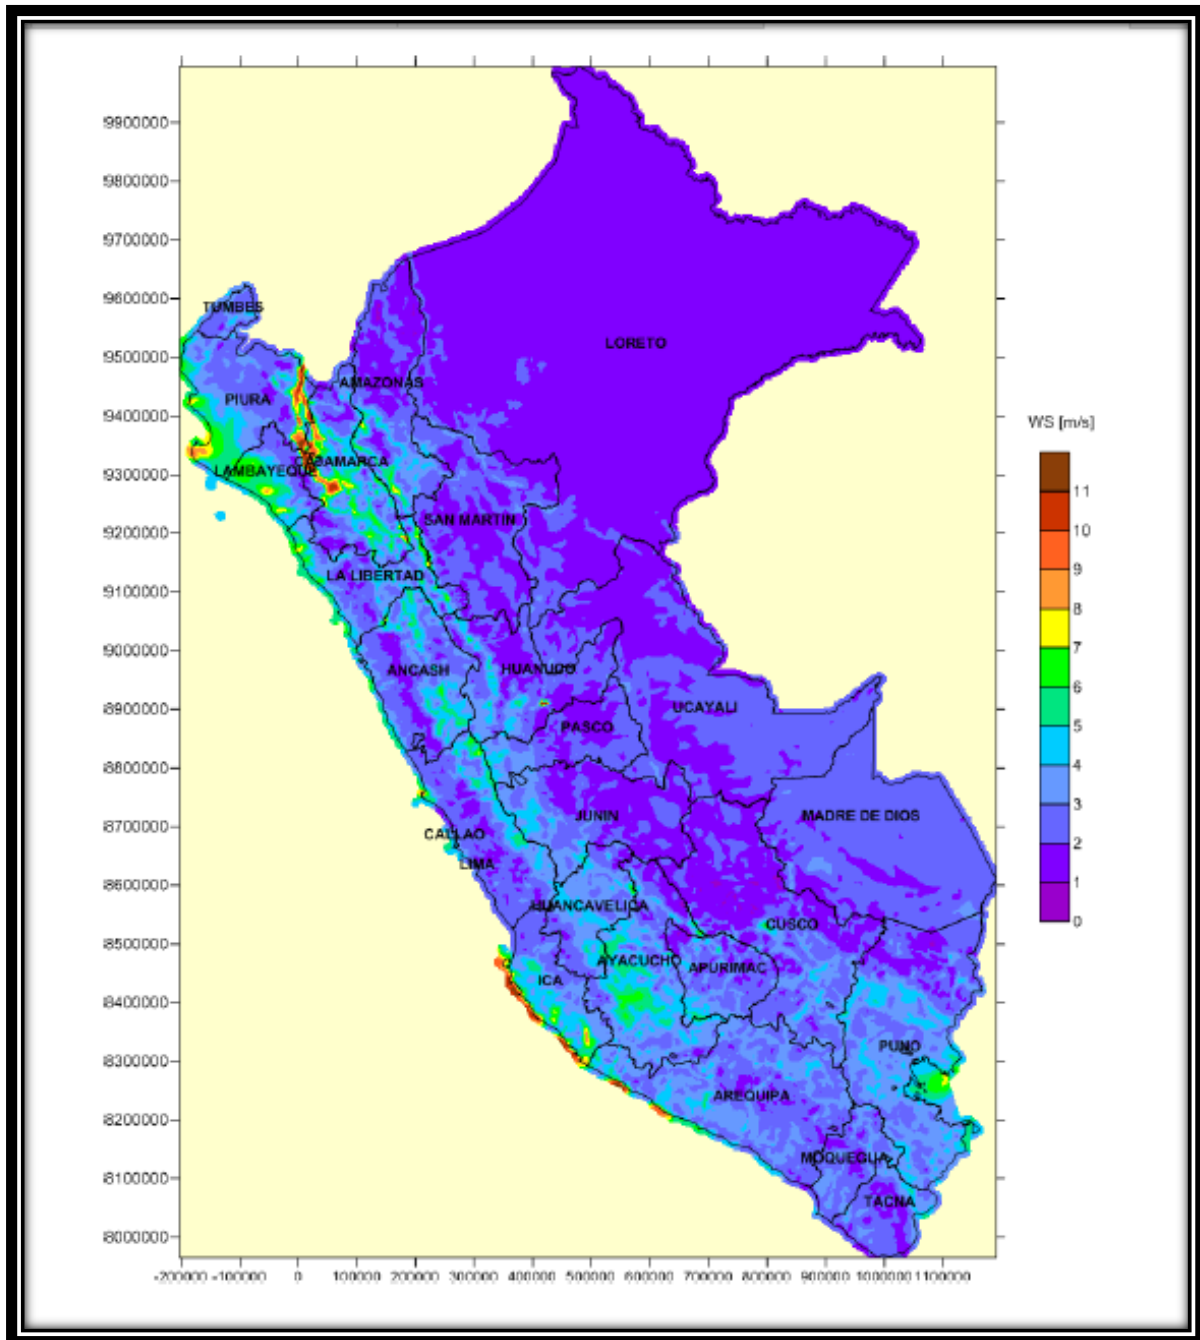 9900000
9800000
9700000
9600000
9500000
9400000
9300000
9200000
9100000
9000000
8900000
8800000
8700000
8600000
8500000
8400000
8300000
8200000
8100000
8000000
-200000 -100000 0 100000 200000 300000 400000 500000 600000 700000 800000 900000 1000000 1100000
TUMBES
LORETO
AMAZONAS
PIURA
CAJAMARCA
LAMBAYEQUE
SAN MARTIN
LA LIBERTAD
ANCASH
HUANUCO
UCAYALI
PASCO
JUNIN
MADRE DE DIOS
CALLAO
LIMA
HUANCAVELICA
CUSCO
AYACUCHO
APURIMAC
ICA
PUNO
AREQUIPA
MOQUEGUA
TACNA
WS [m/s]
11
10
9
8
7
6
5
4
3
2
1
0